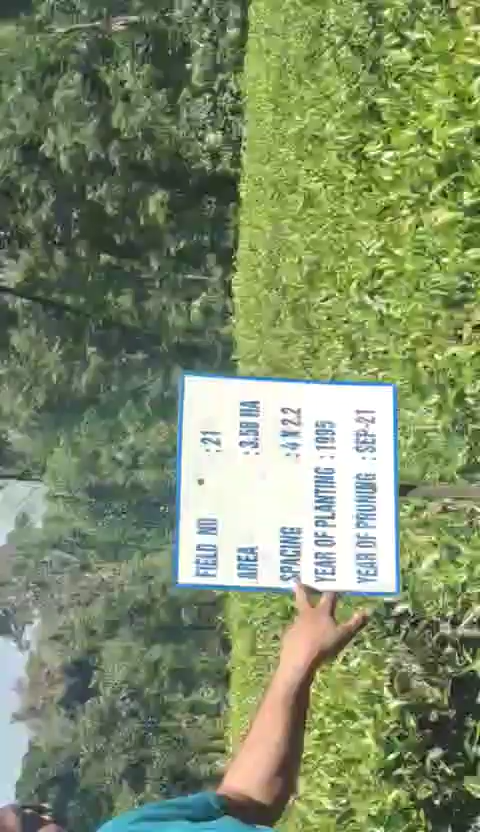 FIELD NO : 21
AREA : 3.58 HA
SPACING : 4 X 2.2
YEAR OF PLANTING : 1995
YEAR OF PRUNING : SEP-21